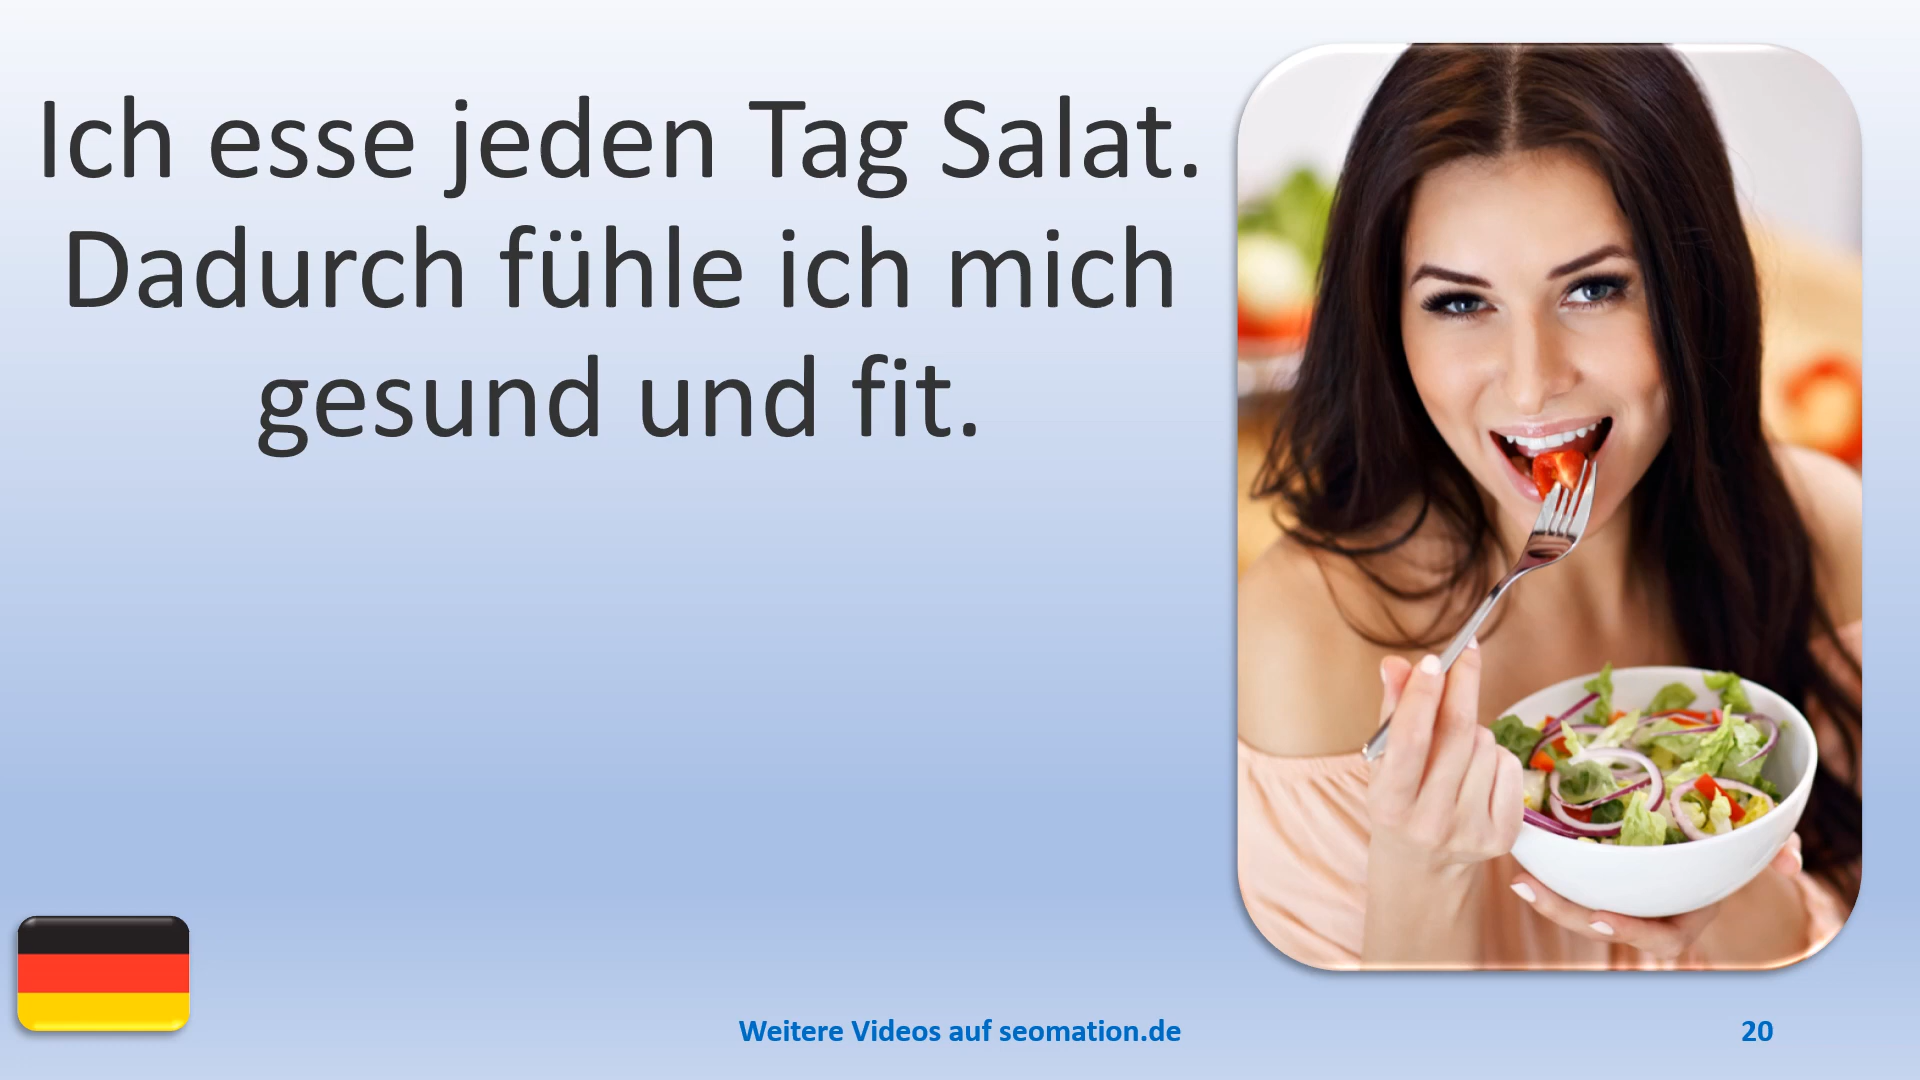 Ich esse jeden Tag Salat.
Dadurch fühle ich mich
gesund und fit.
Weitere Videos auf seomation.de
20